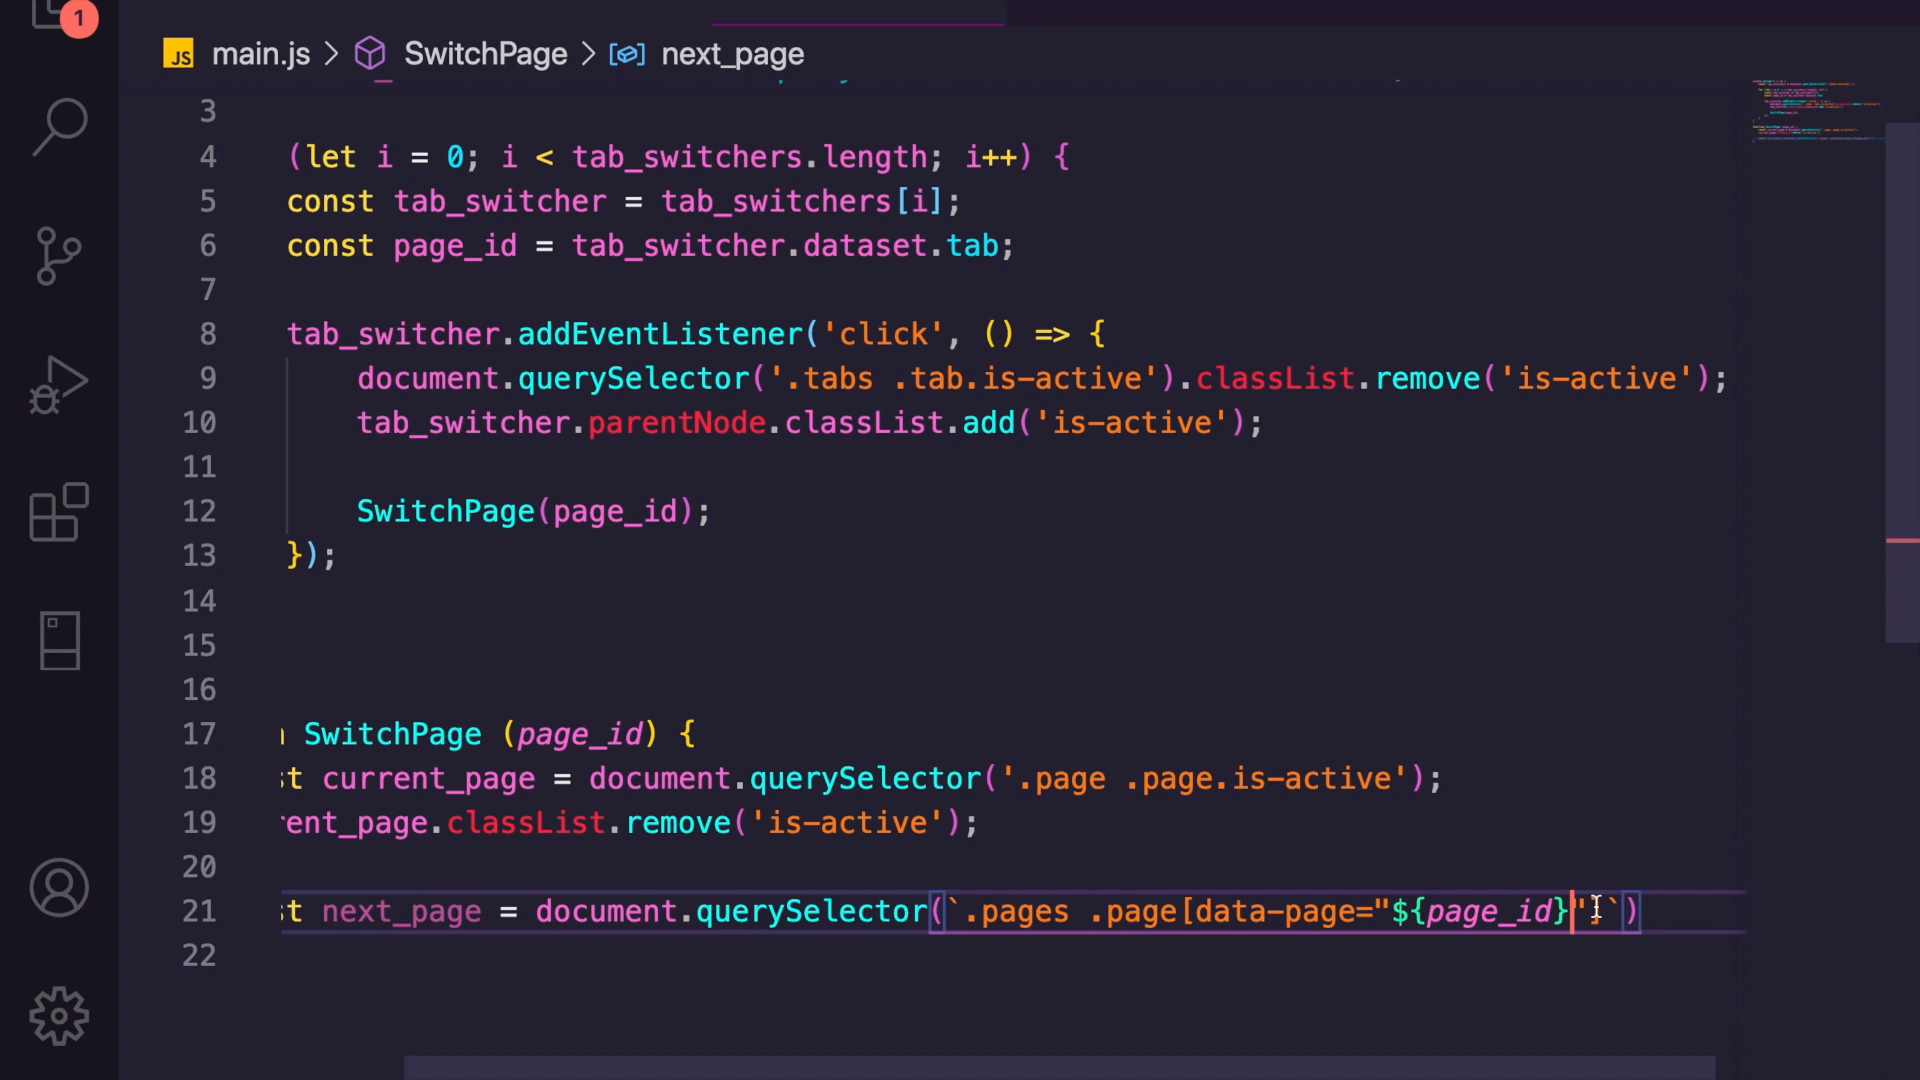 1
JS main.js > SwitchPage > next_page
3
4 (let i = 0; i < tab_switchers.length; i++) {
5 const tab_switcher = tab_switchers[i];
6 const page_id = tab_switcher.dataset.tab;
7
8 tab_switcher.addEventListener('click', () => {
9 document.querySelector('.tabs .tab.is-active').classList.remove('is-active');
10 tab_switcher.parentNode.classList.add('is-active');
11
12 SwitchPage(page_id);
13 });
14
15
16
17 SwitchPage (page_id) {
18 st current_page = document.querySelector('.page .page.is-active');
19 rent_page.classList.remove('is-active');
20
21 st next_page = document.querySelector(`.pages .page[data-page="${page_id}"]`)
22